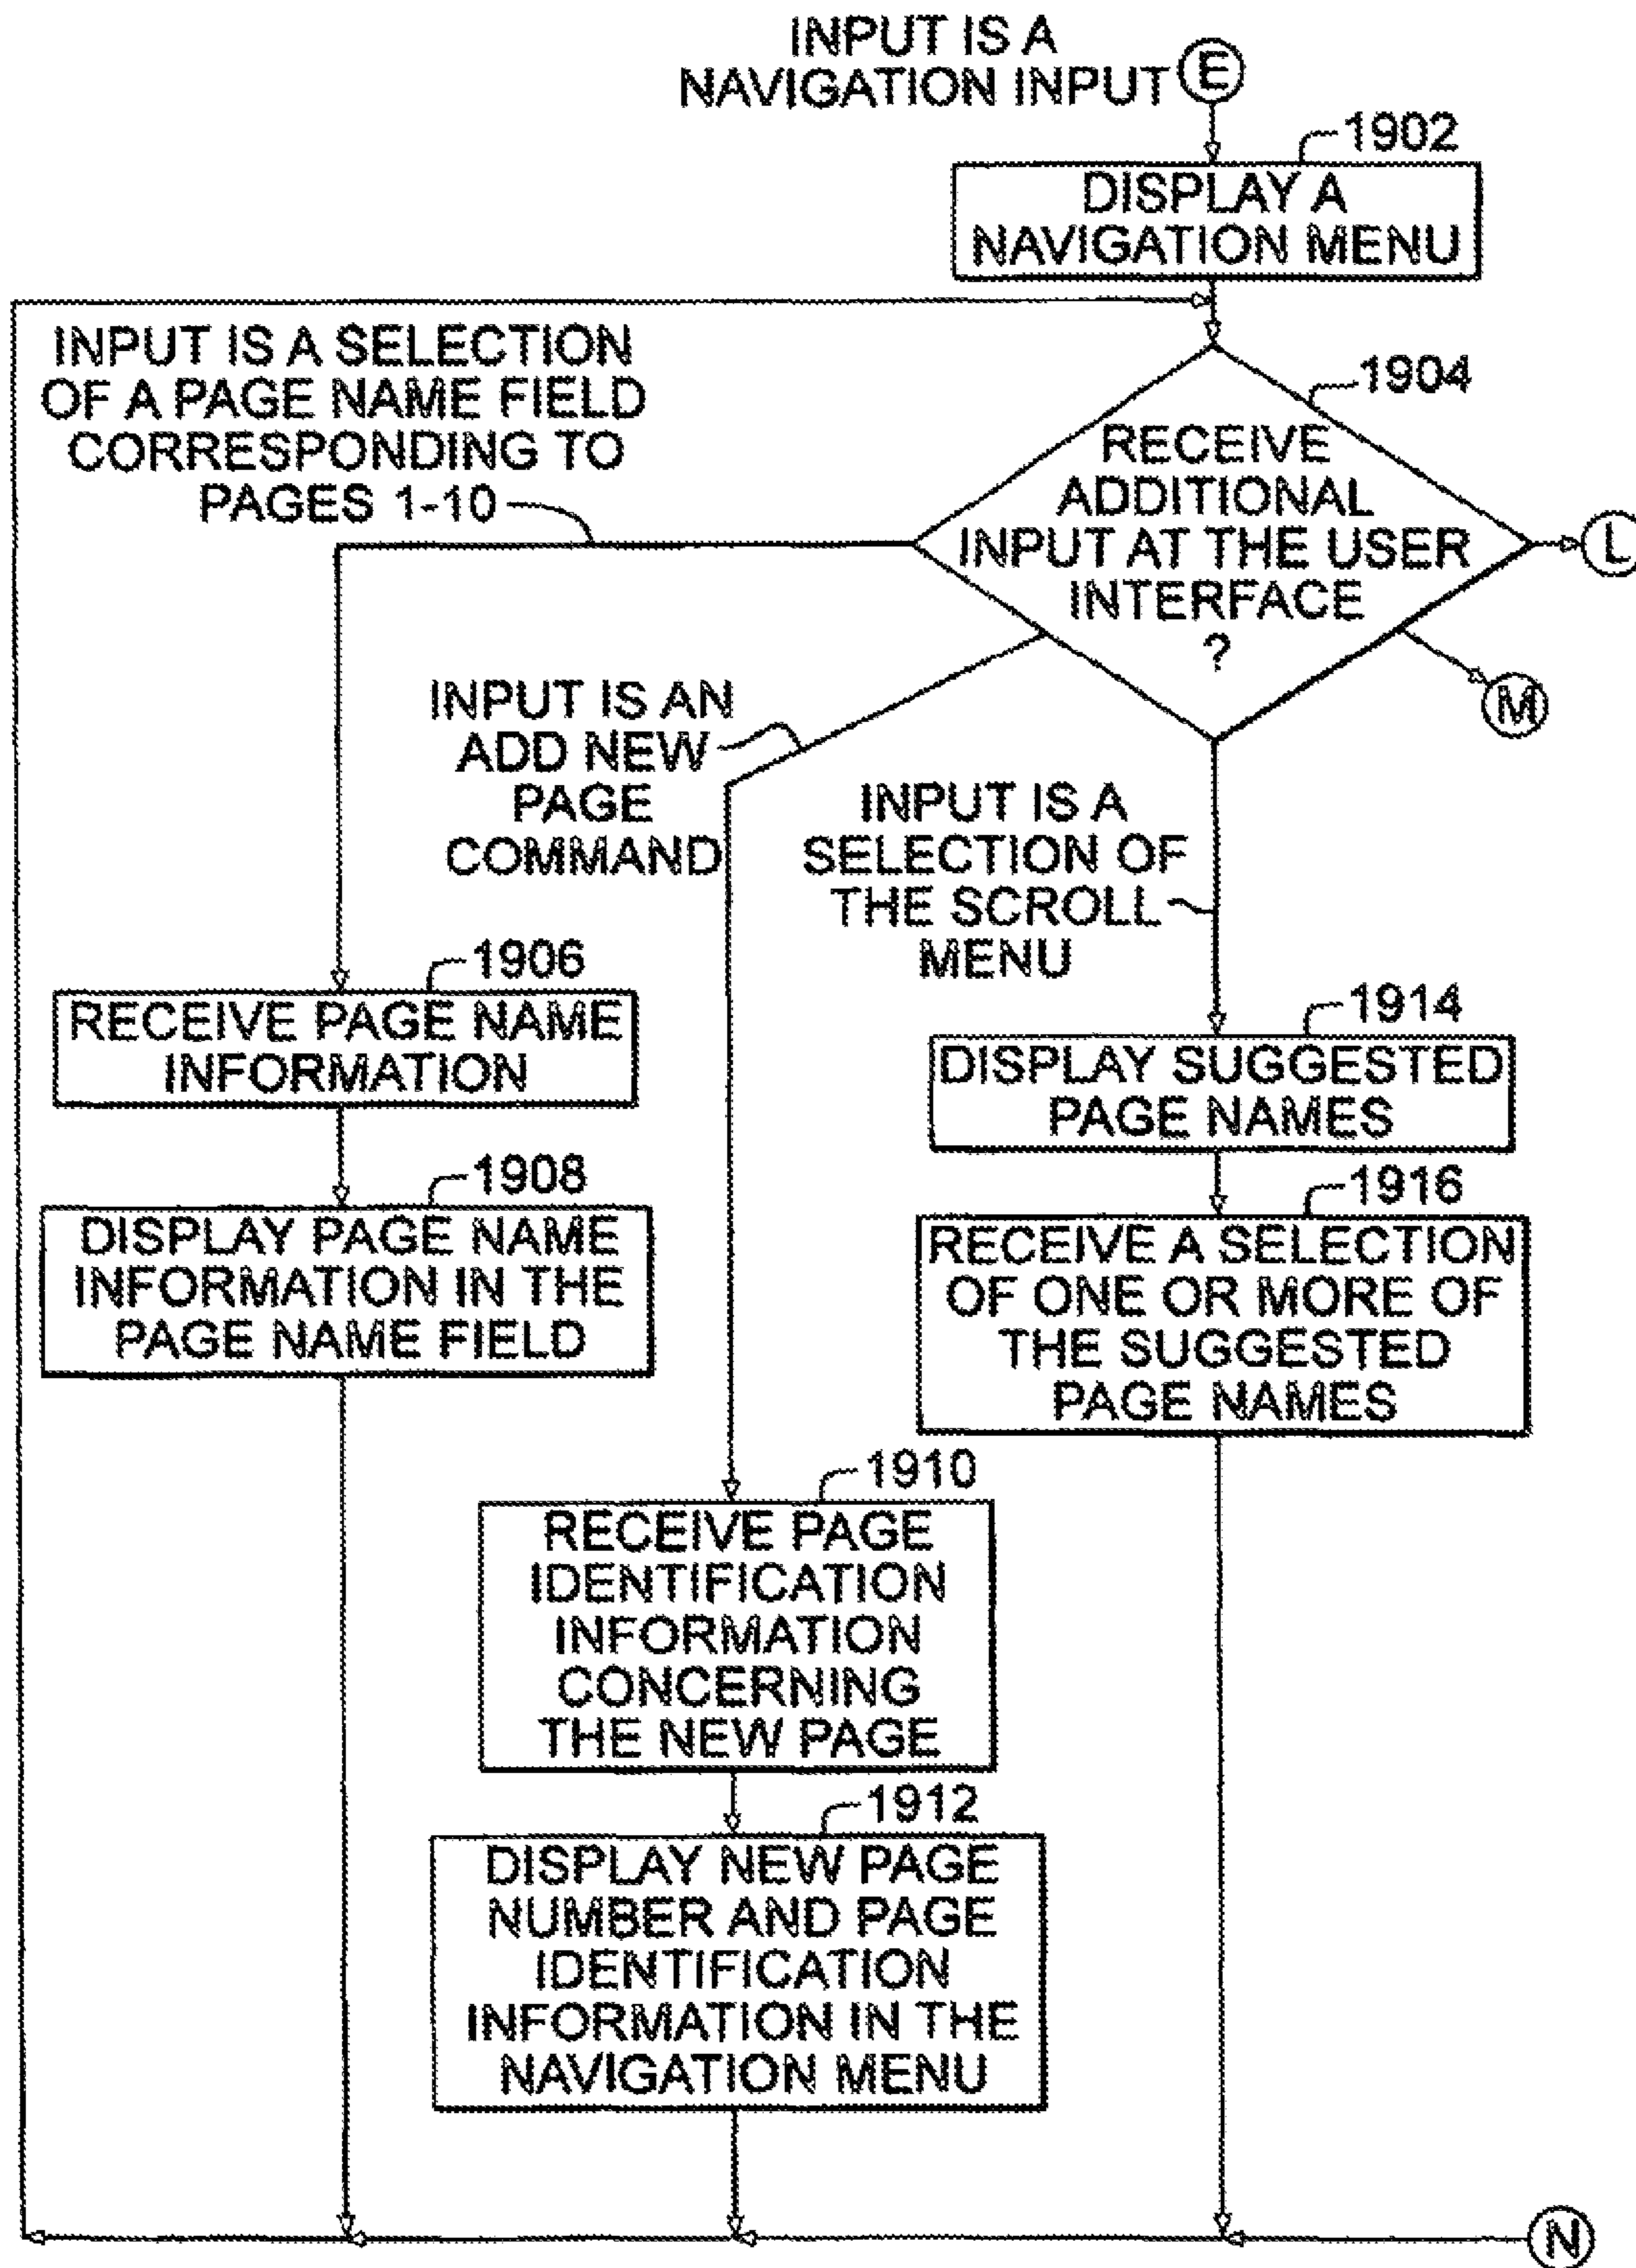 INPUT IS A
NAVIGATION INPUT
E
1902
DISPLAY A
NAVIGATION MENU
INPUT IS A SELECTION
OF A PAGE NAME FIELD
CORRESPONDING TO
PAGES 1-10
1904
RECEIVE
ADDITIONAL
INPUT AT THE USER
INTERFACE
?
L
M
INPUT IS AN
ADD NEW
PAGE
COMMAND
INPUT IS A
SELECTION OF
THE SCROLL
MENU
1906
RECEIVE PAGE NAME
INFORMATION
1914
DISPLAY SUGGESTED
PAGE NAMES
1908
DISPLAY PAGE NAME
INFORMATION IN THE
PAGE NAME FIELD
1916
RECEIVE A SELECTION
OF ONE OR MORE OF
THE SUGGESTED
PAGE NAMES
1910
RECEIVE PAGE
IDENTIFICATION
INFORMATION
CONCERNING
THE NEW PAGE
1912
DISPLAY NEW PAGE
NUMBER AND PAGE
IDENTIFICATION
INFORMATION IN THE
NAVIGATION MENU
N